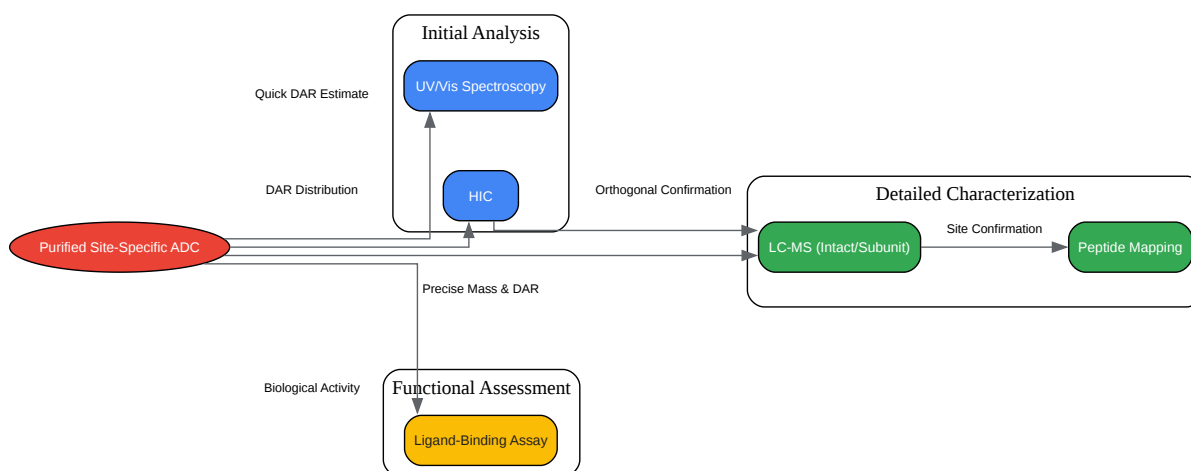 Initial Analysis
UV/Vis Spectroscopy
Quick DAR Estimate
DAR Distribution
HIC
Orthogonal Confirmation
Detailed Characterization
Purified Site-Specific ADC
LC-MS (Intact/Subunit)
Site Confirmation
Peptide Mapping
Precise Mass & DAR
Biological Activity
Functional Assessment
Ligand-Binding Assay